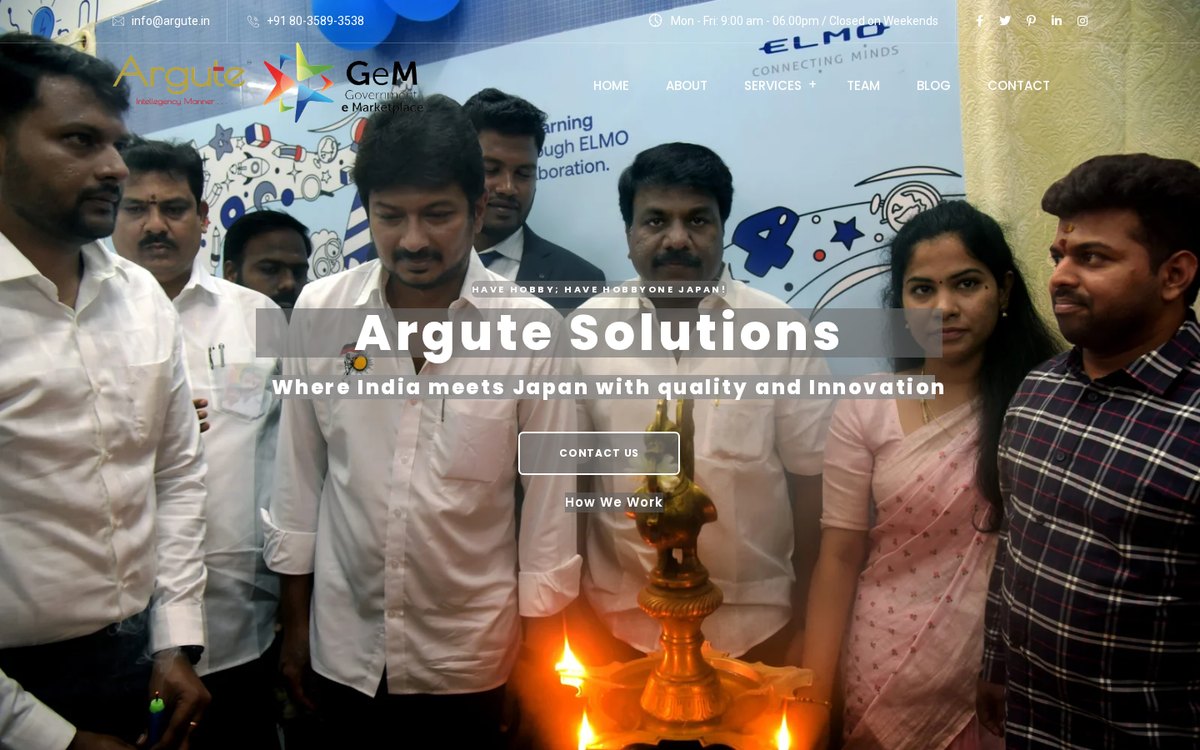 info@argute.in
+91 80-3589-3538
Mon - Fri: 9:00 am - 06.00pm / Closed on Weekends
Argute
Intellegency Manner . .
GeM
Government
e Marketplace
ELMO
CONNECTING MINDS
HOME
ABOUT
SERVICES +
TEAM
BLOG
CONTACT
arning
ough ELMO
boration.
4
HAVE HOBBY; HAVE HOBBYONE JAPAN!
Argute Solutions
Where India meets Japan with quality and Innovation
CONTACT US
How We Work